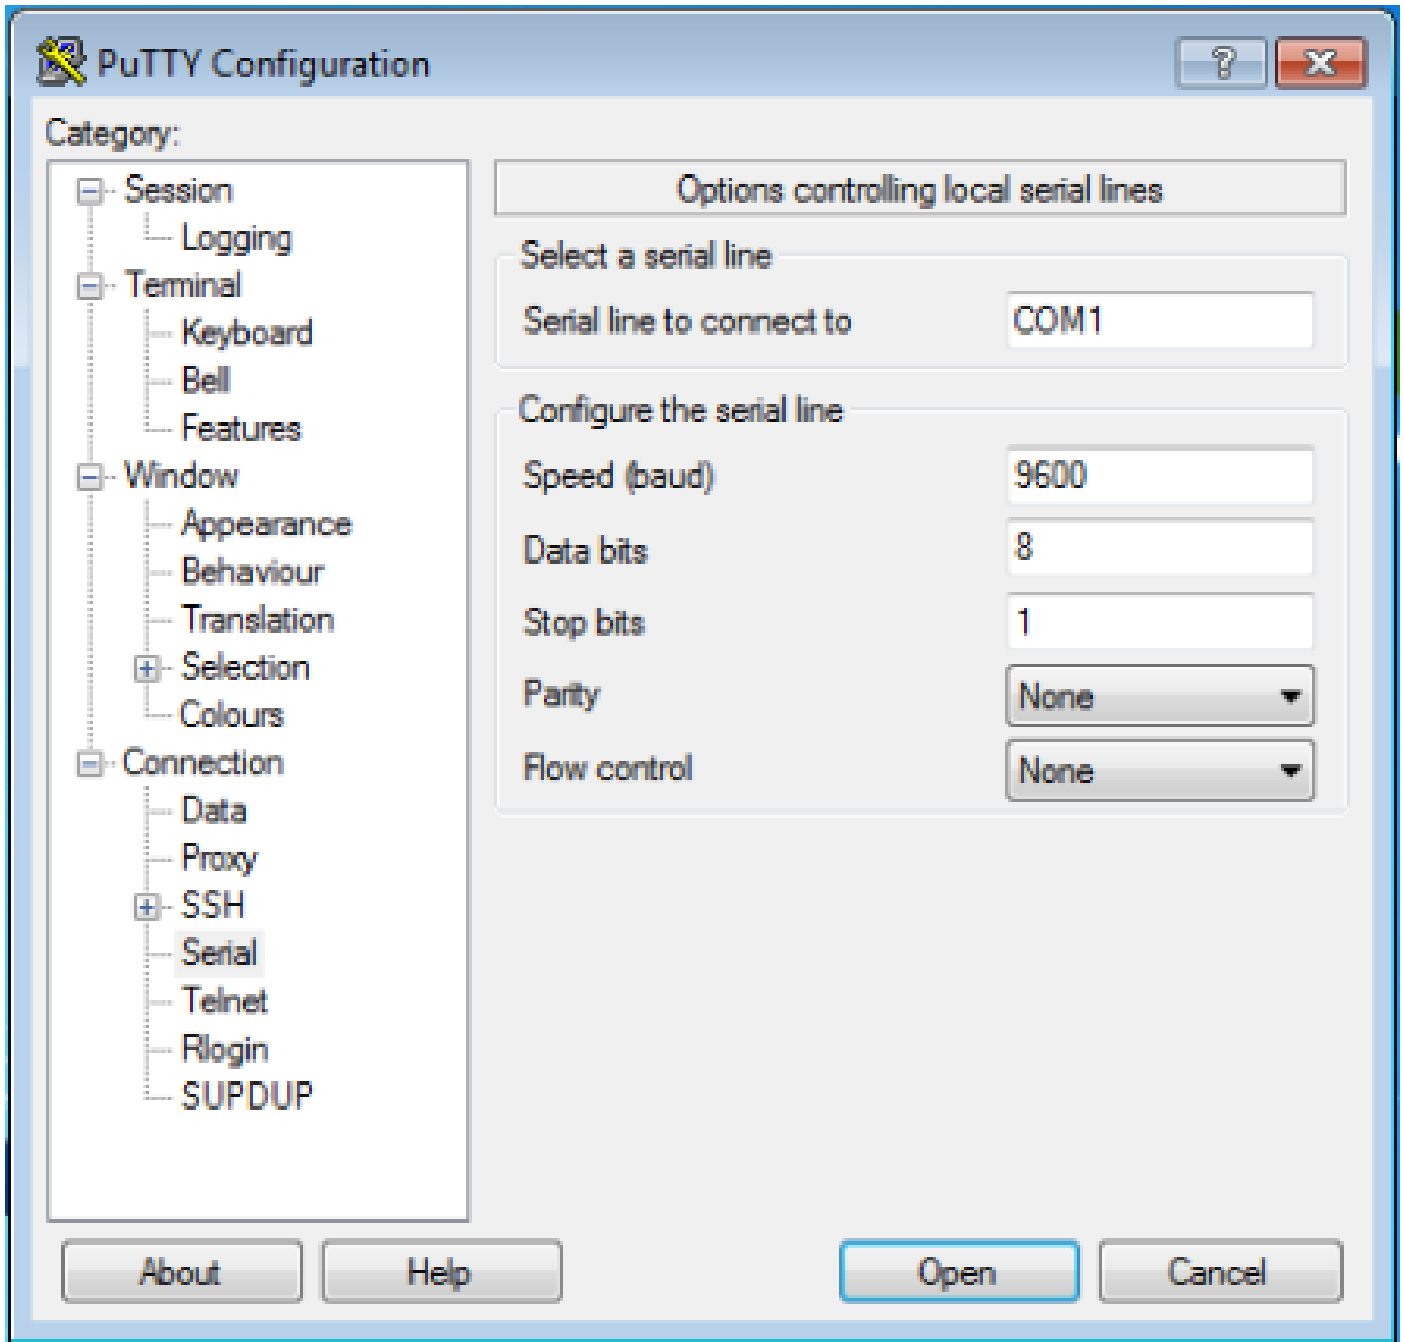 PuTTY Configuration
?
Category:
Session
Logging
Terminal
Keyboard
Bell
Features
Window
Appearance
Behaviour
Translation
Selection
Colours
Connection
Data
Proxy
SSH
Serial
Telnet
Rlogin
SUPDUP
Options controlling local serial lines
Select a serial line
Serial line to connect to COM1
Configure the serial line
Speed (baud) 9600
Data bits 8
Stop bits 1
Parity None
Flow control None
About Help Open Cancel